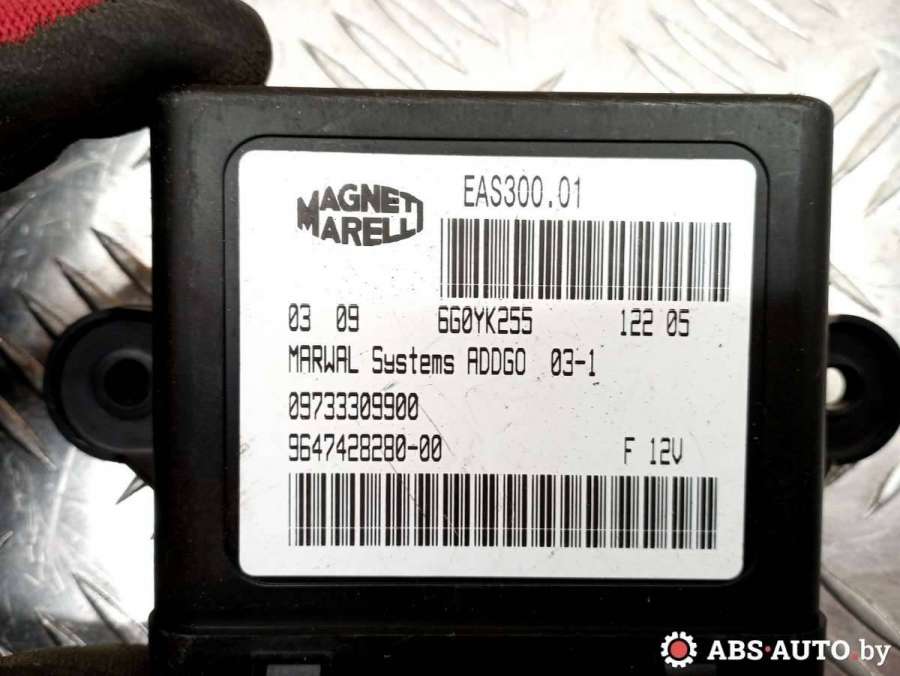 MAGNETI
MARELLI
EAS300.01
03 09 6G0YK255 122 05
MARWAL Systems ADDGO 03-1
09733309900
9647428280-00 F 12V
ABS-AUTO.by